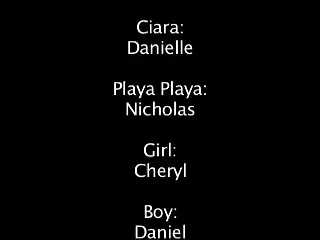 Ciara:
Danielle
Playa Playa:
Nicholas
Girl:
Cheryl
Boy:
Daniel